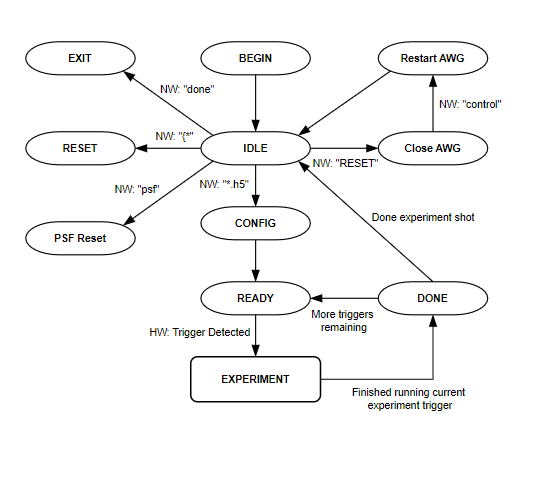 EXIT
BEGIN
Restart AWG
NW: "done"
NW: "control"
NW: "{*"
RESET
IDLE
Close AWG
NW: "RESET"
NW: "psf"
NW: "*.h5"
CONFIG
Done experiment shot
PSF Reset
READY
DONE
More triggers
remaining
HW: Trigger Detected
EXPERIMENT
Finished running current
experiment trigger